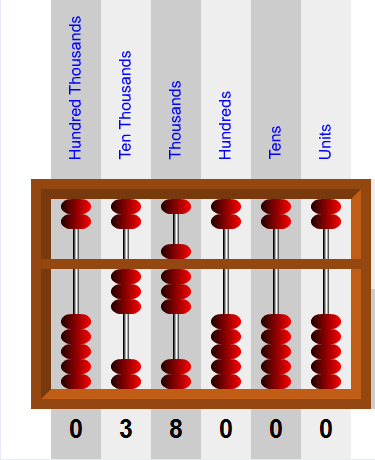 Hundred Thousands
Ten Thousands
Thousands
Hundreds
Tens
Units
0 3 8 0 0 0